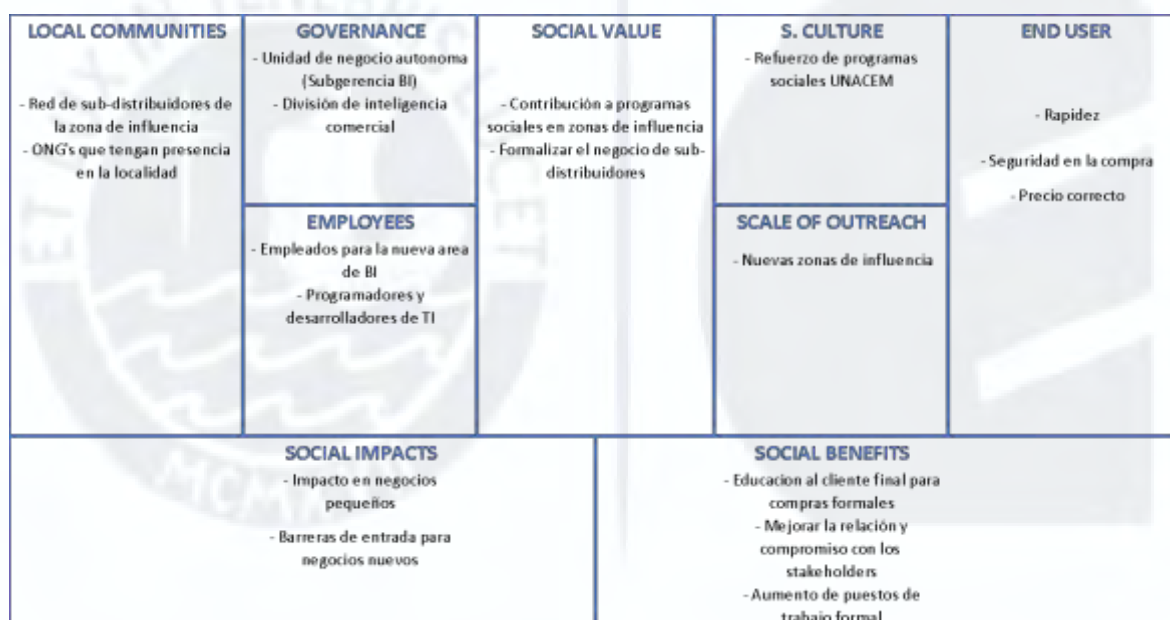 LOCAL COMMUNITIES
- Red de sub-distribuidores de
la zona de influencia
- ONG's que tengan presencia
en la localidad
GOVERNANCE
- Unidad de negocio autonoma
(Subgerencia BI)
- División de inteligencia
comercial
EMPLOYEES
- Empleados para la nueva area
de BI
- Programadores y
desarrolladores de TI
SOCIAL VALUE
- Contribución a programas
sociales en zonas de influencia
- Formalizar el negocio de sub-
distribuidores
S. CULTURE
- Refuerzo de programas
sociales UNACEM
SCALE OF OUTREACH
- Nuevas zonas de influencia
END USER
- Rapidez
- Seguridad en la compra
- Precio correcto
SOCIAL IMPACTS
- Impacto en negocios
pequeños
- Barreras de entrada para
negocios nuevos
SOCIAL BENEFITS
- Educacion al cliente final para
compras formales
- Mejorar la relación y
compromiso con los
stakeholders
- Aumento de puestos de
trabajo formal